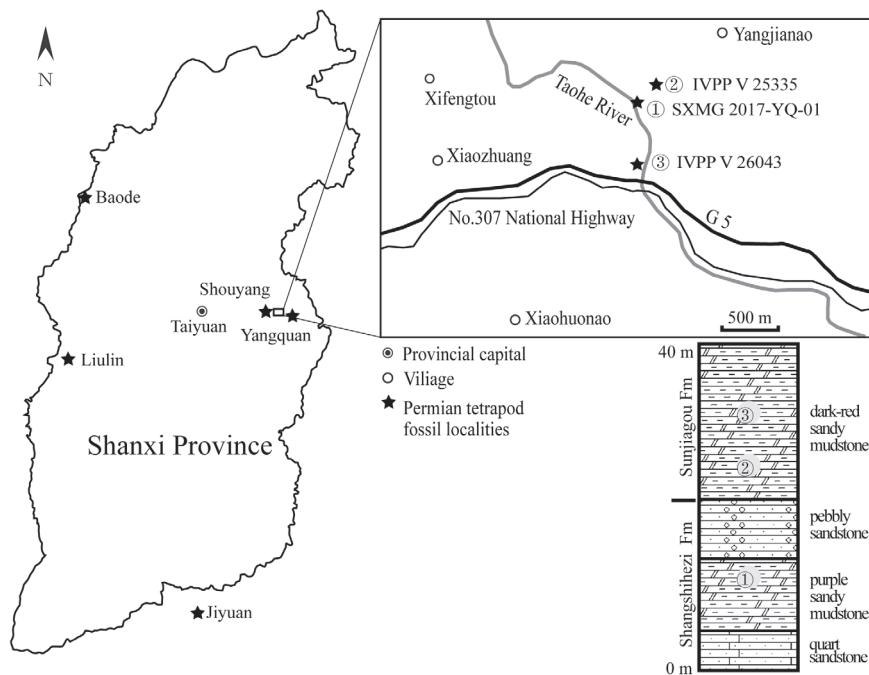 N
Baode
Shouyang
Taiyuan
Yangquan
Liulin
Shanxi Province
Jiyuan
Provincial capital
Viliage
Permian tetrapod
fossil localities
Yangjianao
② IVPP V 25335
Xifengtou
Taohe River
① SXMG 2017-YQ-01
Xiaozhuang
③ IVPP V 26043
No.307 National Highway
G 5
Xiaohuonao
500 m
40 m
Sunjiagou Fm
③
dark-red
sandy
mudstone
②
Shangshihezi Fm
pebbly
sandstone
①
purple
sandy
mudstone
quart
sandstone
0 m